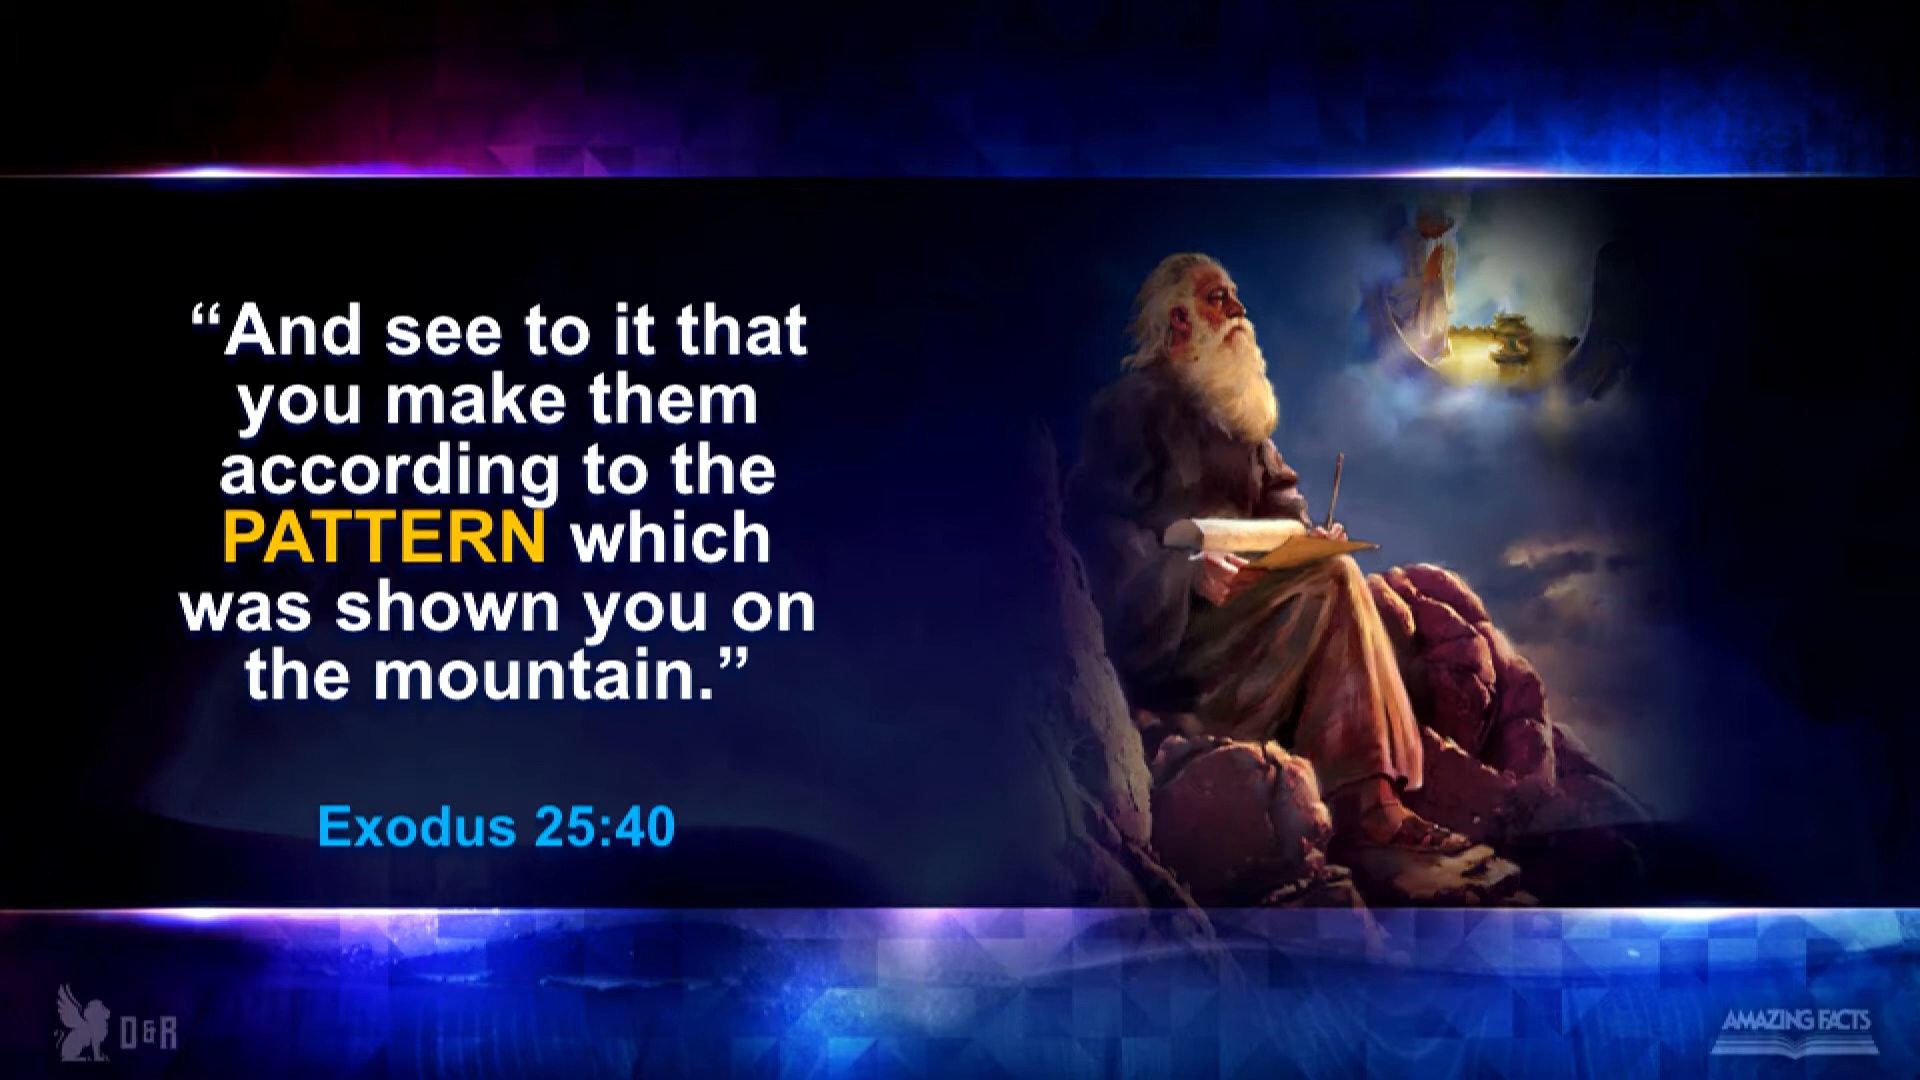 “And see to it that
you make them
according to the
PATTERN which
was shown you on
the mountain.”
Exodus 25:40
D&R
AMAZING FACTS